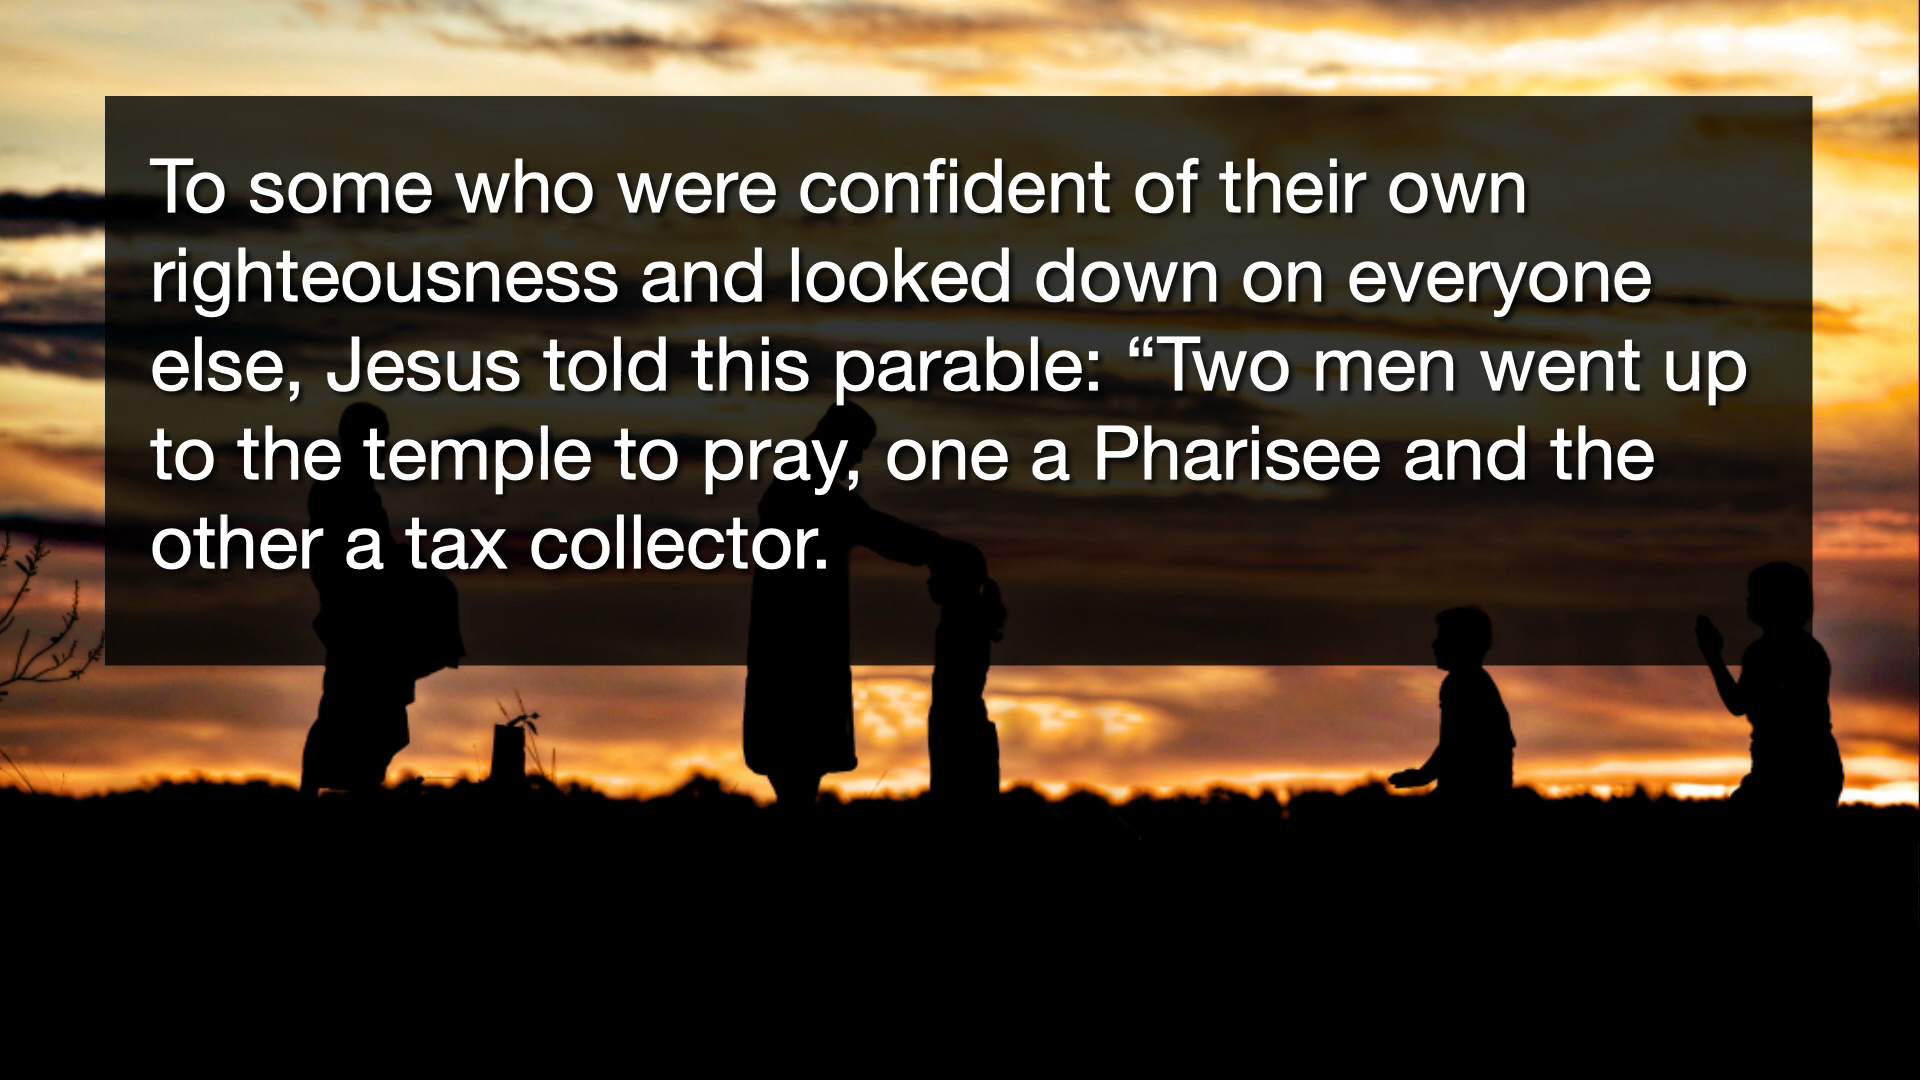 To some who were confident of their own
righteousness and looked down on everyone
else, Jesus told this parable: “Two men went up
to the temple to pray, one a Pharisee and the
other a tax collector.